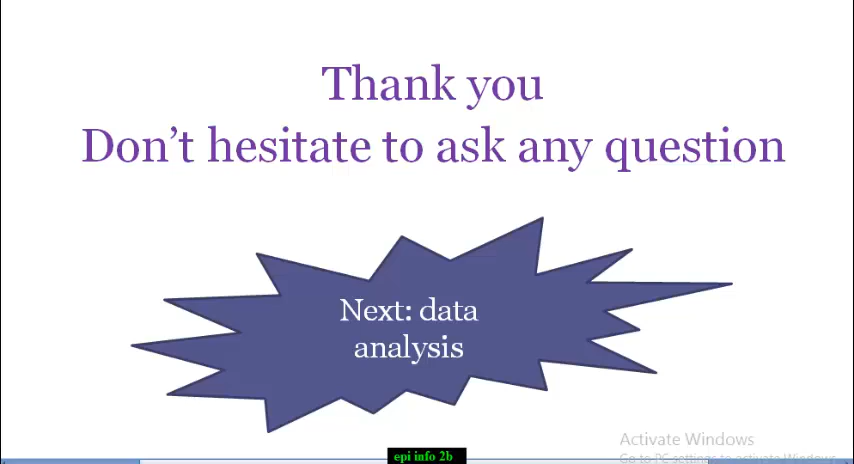 Thank you
Don’t hesitate to ask any question
Next: data
analysis
Activate Windows
Go to PC settings to activate Windows.
epi info 2b